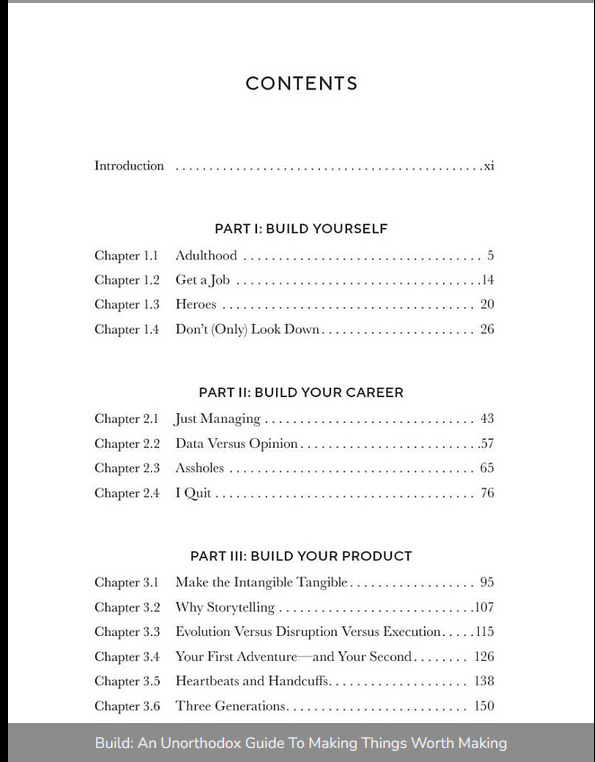 CONTENTS
Introduction . . . . . . . . . . . . . . . . . . . . . . . . . . . . . . . . . . . . . . . . . . . . . .xi
PART I: BUILD YOURSELF
Chapter 1.1 Adulthood . . . . . . . . . . . . . . . . . . . . . . . . . . . . . . . . . . . 5
Chapter 1.2 Get a Job . . . . . . . . . . . . . . . . . . . . . . . . . . . . . . . . . . . .14
Chapter 1.3 Heroes . . . . . . . . . . . . . . . . . . . . . . . . . . . . . . . . . . . . . 20
Chapter 1.4 Don't (Only) Look Down . . . . . . . . . . . . . . . . . . . . . . . 26
PART II: BUILD YOUR CAREER
Chapter 2.1 Just Managing . . . . . . . . . . . . . . . . . . . . . . . . . . . . . . . 43
Chapter 2.2 Data Versus Opinion . . . . . . . . . . . . . . . . . . . . . . . . . . .57
Chapter 2.3 Assholes . . . . . . . . . . . . . . . . . . . . . . . . . . . . . . . . . . . . 65
Chapter 2.4 I Quit . . . . . . . . . . . . . . . . . . . . . . . . . . . . . . . . . . . . . . 76
PART III: BUILD YOUR PRODUCT
Chapter 3.1 Make the Intangible Tangible . . . . . . . . . . . . . . . . . . . 95
Chapter 3.2 Why Storytelling . . . . . . . . . . . . . . . . . . . . . . . . . . . . .107
Chapter 3.3 Evolution Versus Disruption Versus Execution . . . . .115
Chapter 3.4 Your First Adventure—and Your Second . . . . . . . . 126
Chapter 3.5 Heartbeats and Handcuffs. . . . . . . . . . . . . . . . . . . . . 138
Chapter 3.6 Three Generations. . . . . . . . . . . . . . . . . . . . . . . . . . . 150
Build: An Unorthodox Guide To Making Things Worth Making